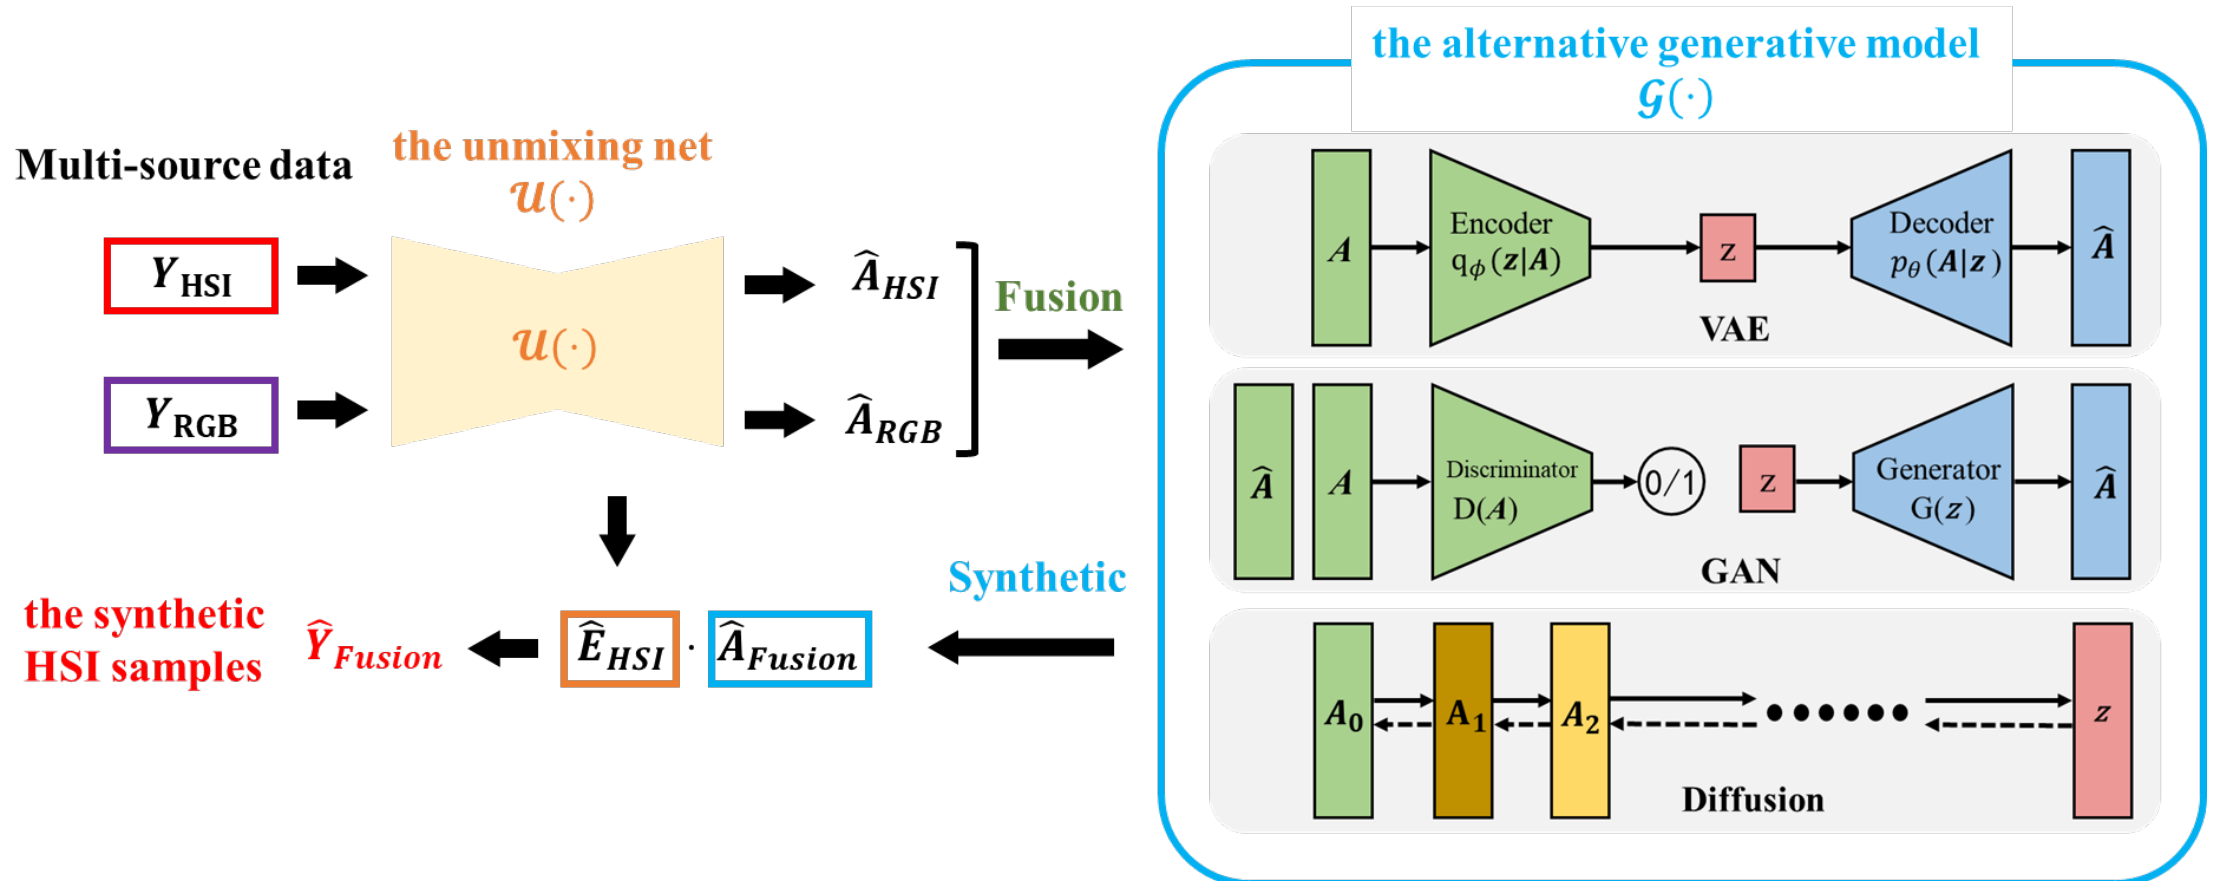 Multi-source data
Y_HSI
Y_RGB
the unmixing net
𝒰(·)
𝒰(·)
Â_HSI
Â_RGB
Fusion
the alternative generative model
𝒢(·)
A
Encoder
q_ϕ(z|A)
z
Decoder
p_θ(A|z)
Â
VAE
Â
A
Discriminator
D(A)
0/1
z
Generator
G(z)
Â
GAN
A_0
A_1
A_2
z
Diffusion
Synthetic
Ê_HSI · Â_Fusion
Ŷ_Fusion
the synthetic
HSI samples